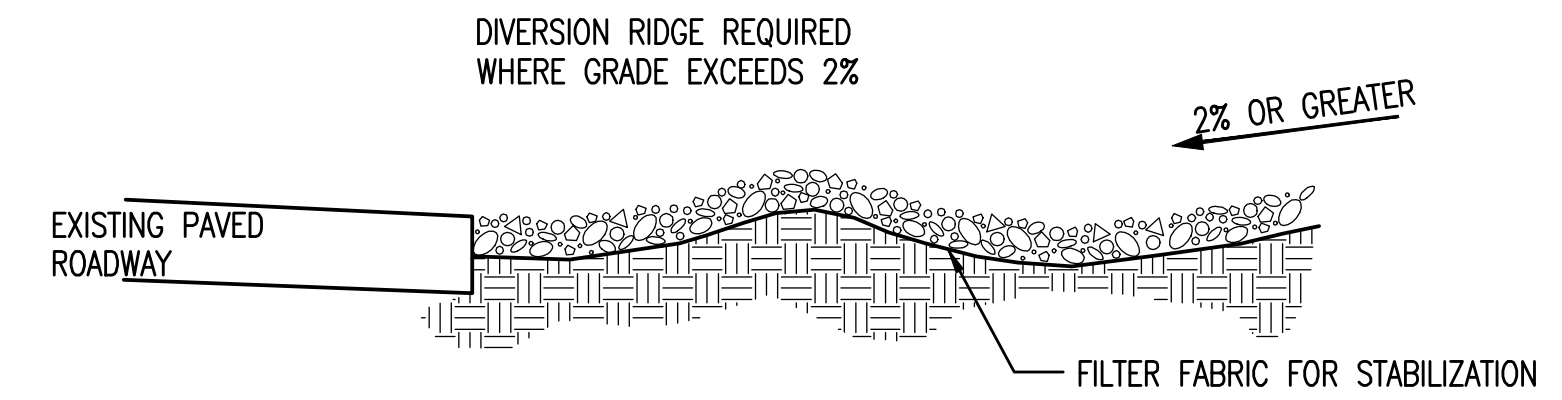 DIVERSION RIDGE REQUIRED
WHERE GRADE EXCEEDS 2%
2% OR GREATER
EXISTING PAVED
ROADWAY
FILTER FABRIC FOR STABILIZATION